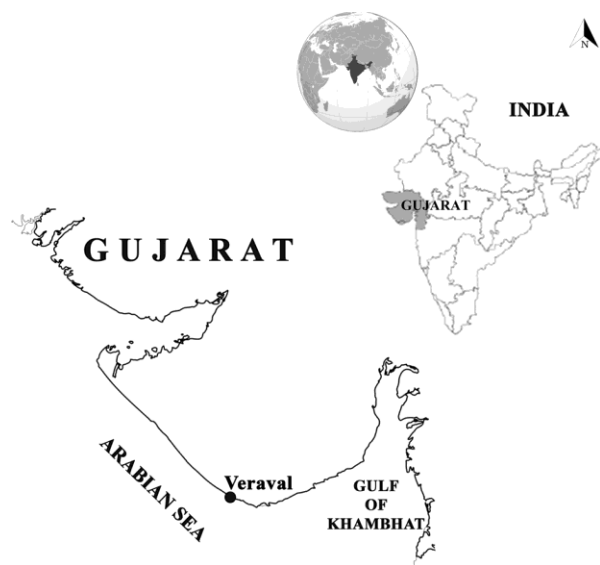 N
INDIA
GUJARAT
GUJARAT
Veraval
ARABIAN SEA
GULF
OF
KHAMBHAT